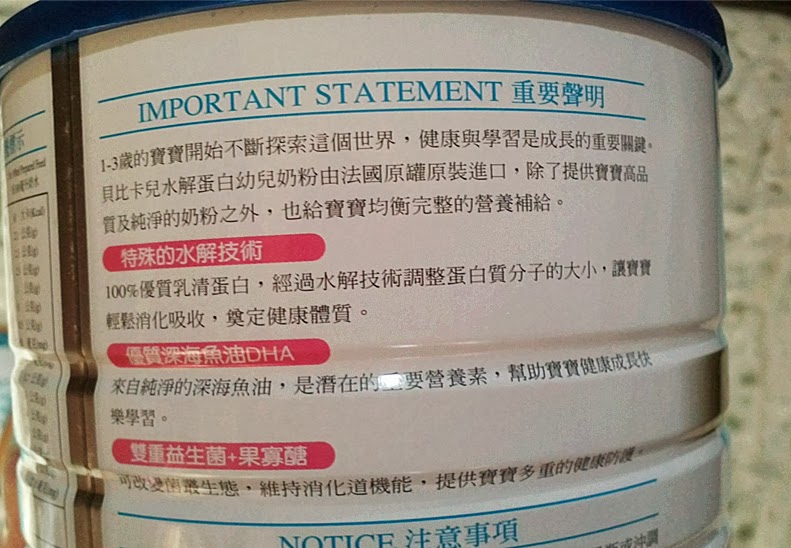 IMPORTANT STATEMENT 重要聲明
1-3歲的寶寶開始不斷探索這個世界，健康與學習是成長的重要關鍵。
貝比卡兒水解蛋白幼兒奶粉由法國原罐原裝進口，除了提供寶寶高品
質及純淨的奶粉之外，也給寶寶均衡完整的營養補給。
特殊的水解技術
100%優質乳清蛋白，經過水解技術調整蛋白質分子的大小，讓寶寶
輕鬆消化吸收，奠定健康體質。
優質深海魚油DHA
來自純淨的深海魚油，是潛在的重要營養素，幫助寶寶健康成長快
樂學習。
雙重益生菌+果寡醣
可改變菌叢生態，維持消化道機能，提供寶寶多重的健康防護。
NOTICE 注意事項